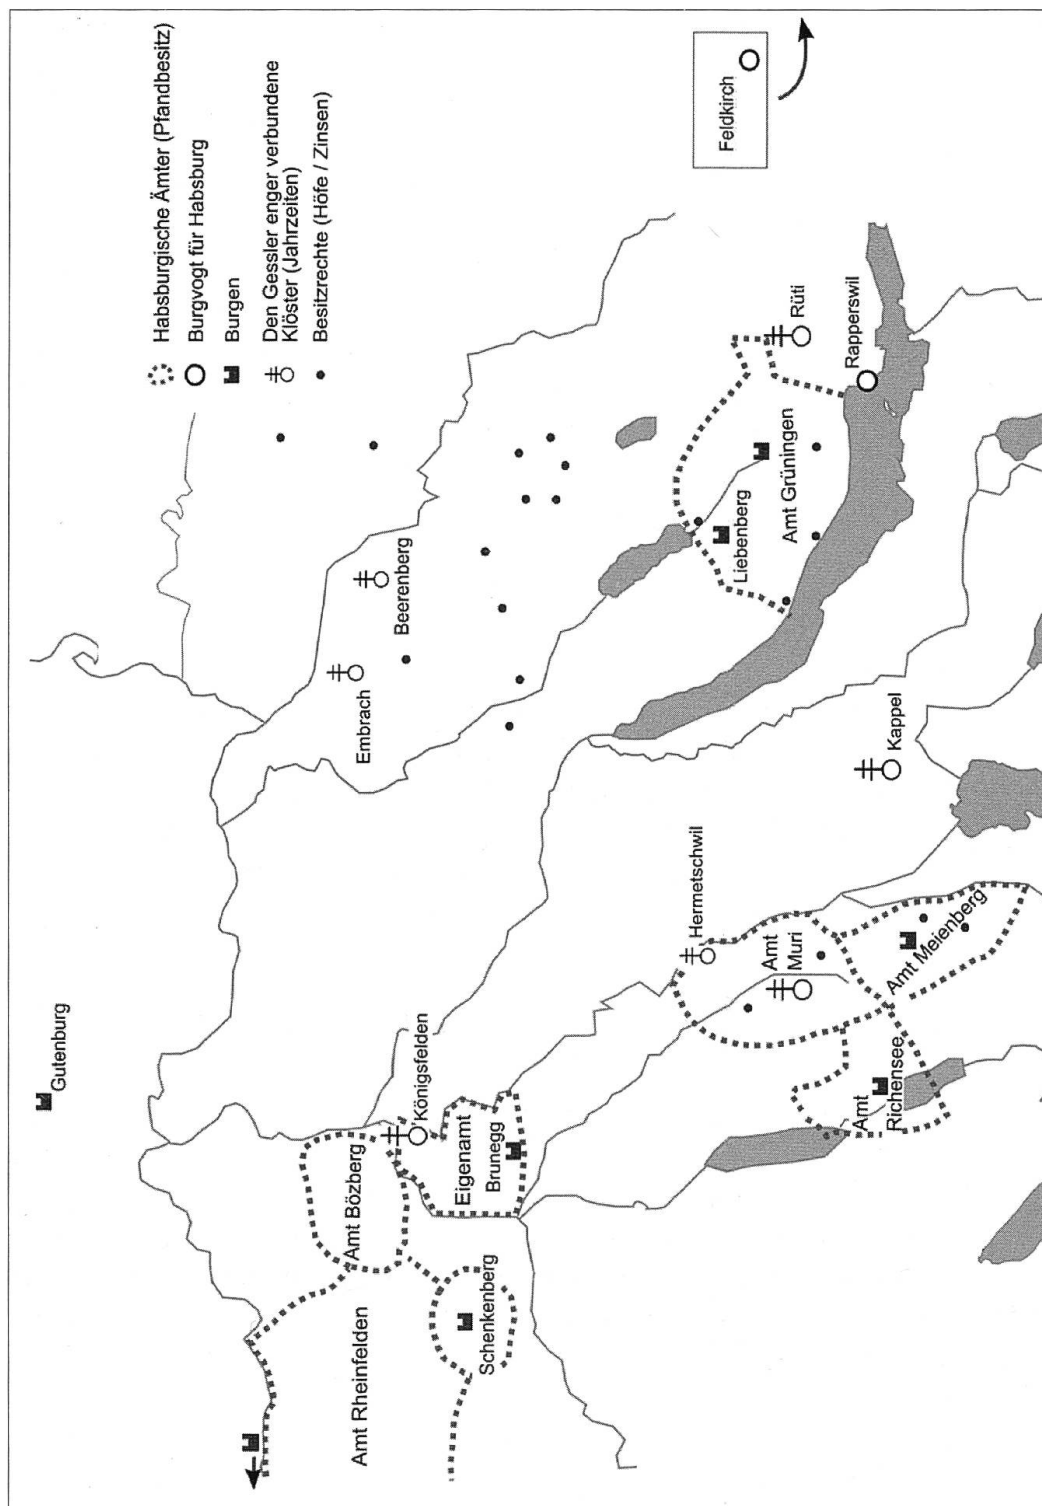 Habsburgische Ämter (Pfandbesitz)
Burgvogt für Habsburg
Burgen
Den Gessler enger verbundene
Klöster (Jahrzeiten)
Besitzrechte (Höfe / Zinsen)
Feldkirch
Gutenburg
Embrach
Beerenberg
Rüti
Rapperswil
Liebenberg
Amt Grüningen
Kappel
Hermetschwil
Amt
Muri
Amt Meienberg
Amt
Richensee
Königsfelden
Eigenamt
Brunegg
Amt Bözberg
Schenkenberg
Amt Rheinfelden